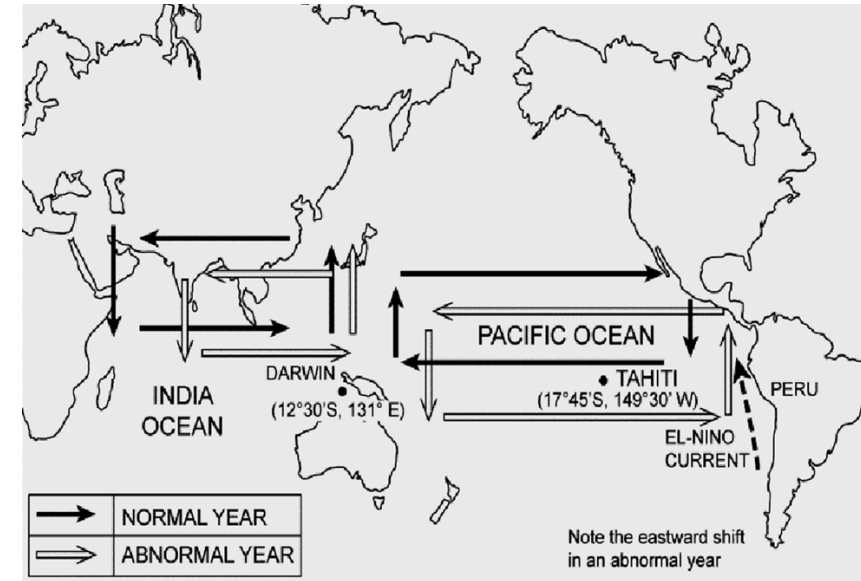 PACIFIC OCEAN
DARWIN
(12°30'S, 131° E)
TAHITI
(17°45'S, 149°30' W)
INDIA
OCEAN
PERU
EL-NINO
CURRENT
NORMAL YEAR
ABNORMAL YEAR
Note the eastward shift
in an abnormal year